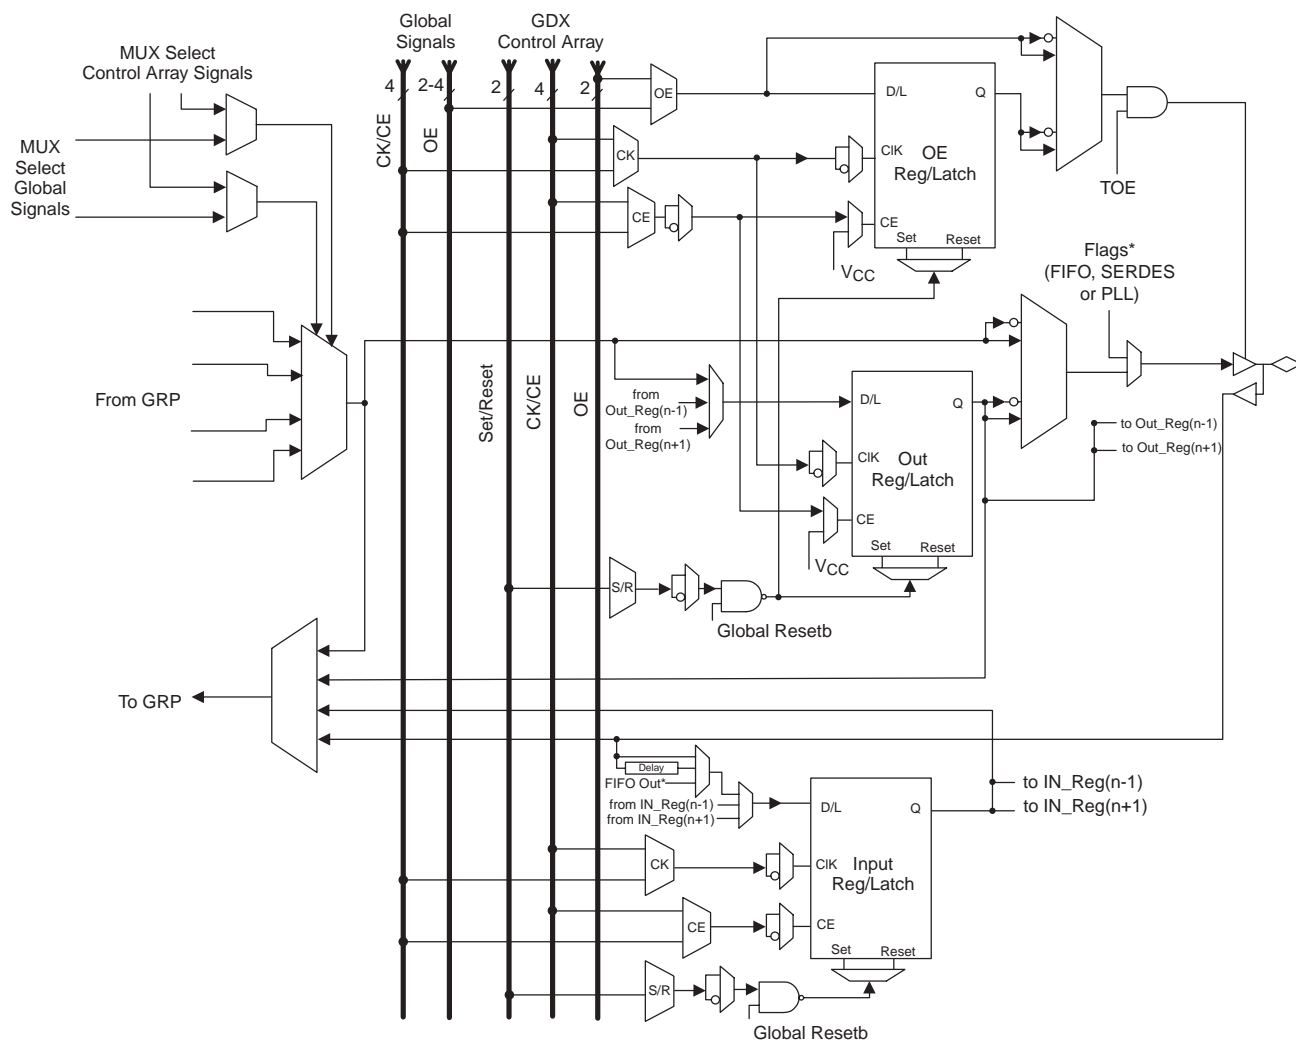 Global
Signals
GDX
Control Array
MUX Select
Control Array Signals
4
2-4
2
4
2
CK/CE
OE
OE
D/L
Q
MUX
Select
Global
Signals
CK
ClK
OE
Reg/Latch
TOE
CE
CE
Set
Reset
VCC
Flags*
(FIFO, SERDES
or PLL)
From GRP
Set/Reset
CK/CE
OE
from
Out_Reg(n-1)
from
Out_Reg(n+1)
D/L
Q
to Out_Reg(n-1)
to Out_Reg(n+1)
ClK
Out
Reg/Latch
CE
Set
Reset
VCC
S/R
Global Resetb
To GRP
Delay
FIFO Out*
from IN_Reg(n-1)
from IN_Reg(n+1)
D/L
Q
to IN_Reg(n-1)
to IN_Reg(n+1)
CK
ClK
Input
Reg/Latch
CE
CE
Set
Reset
S/R
Global Resetb